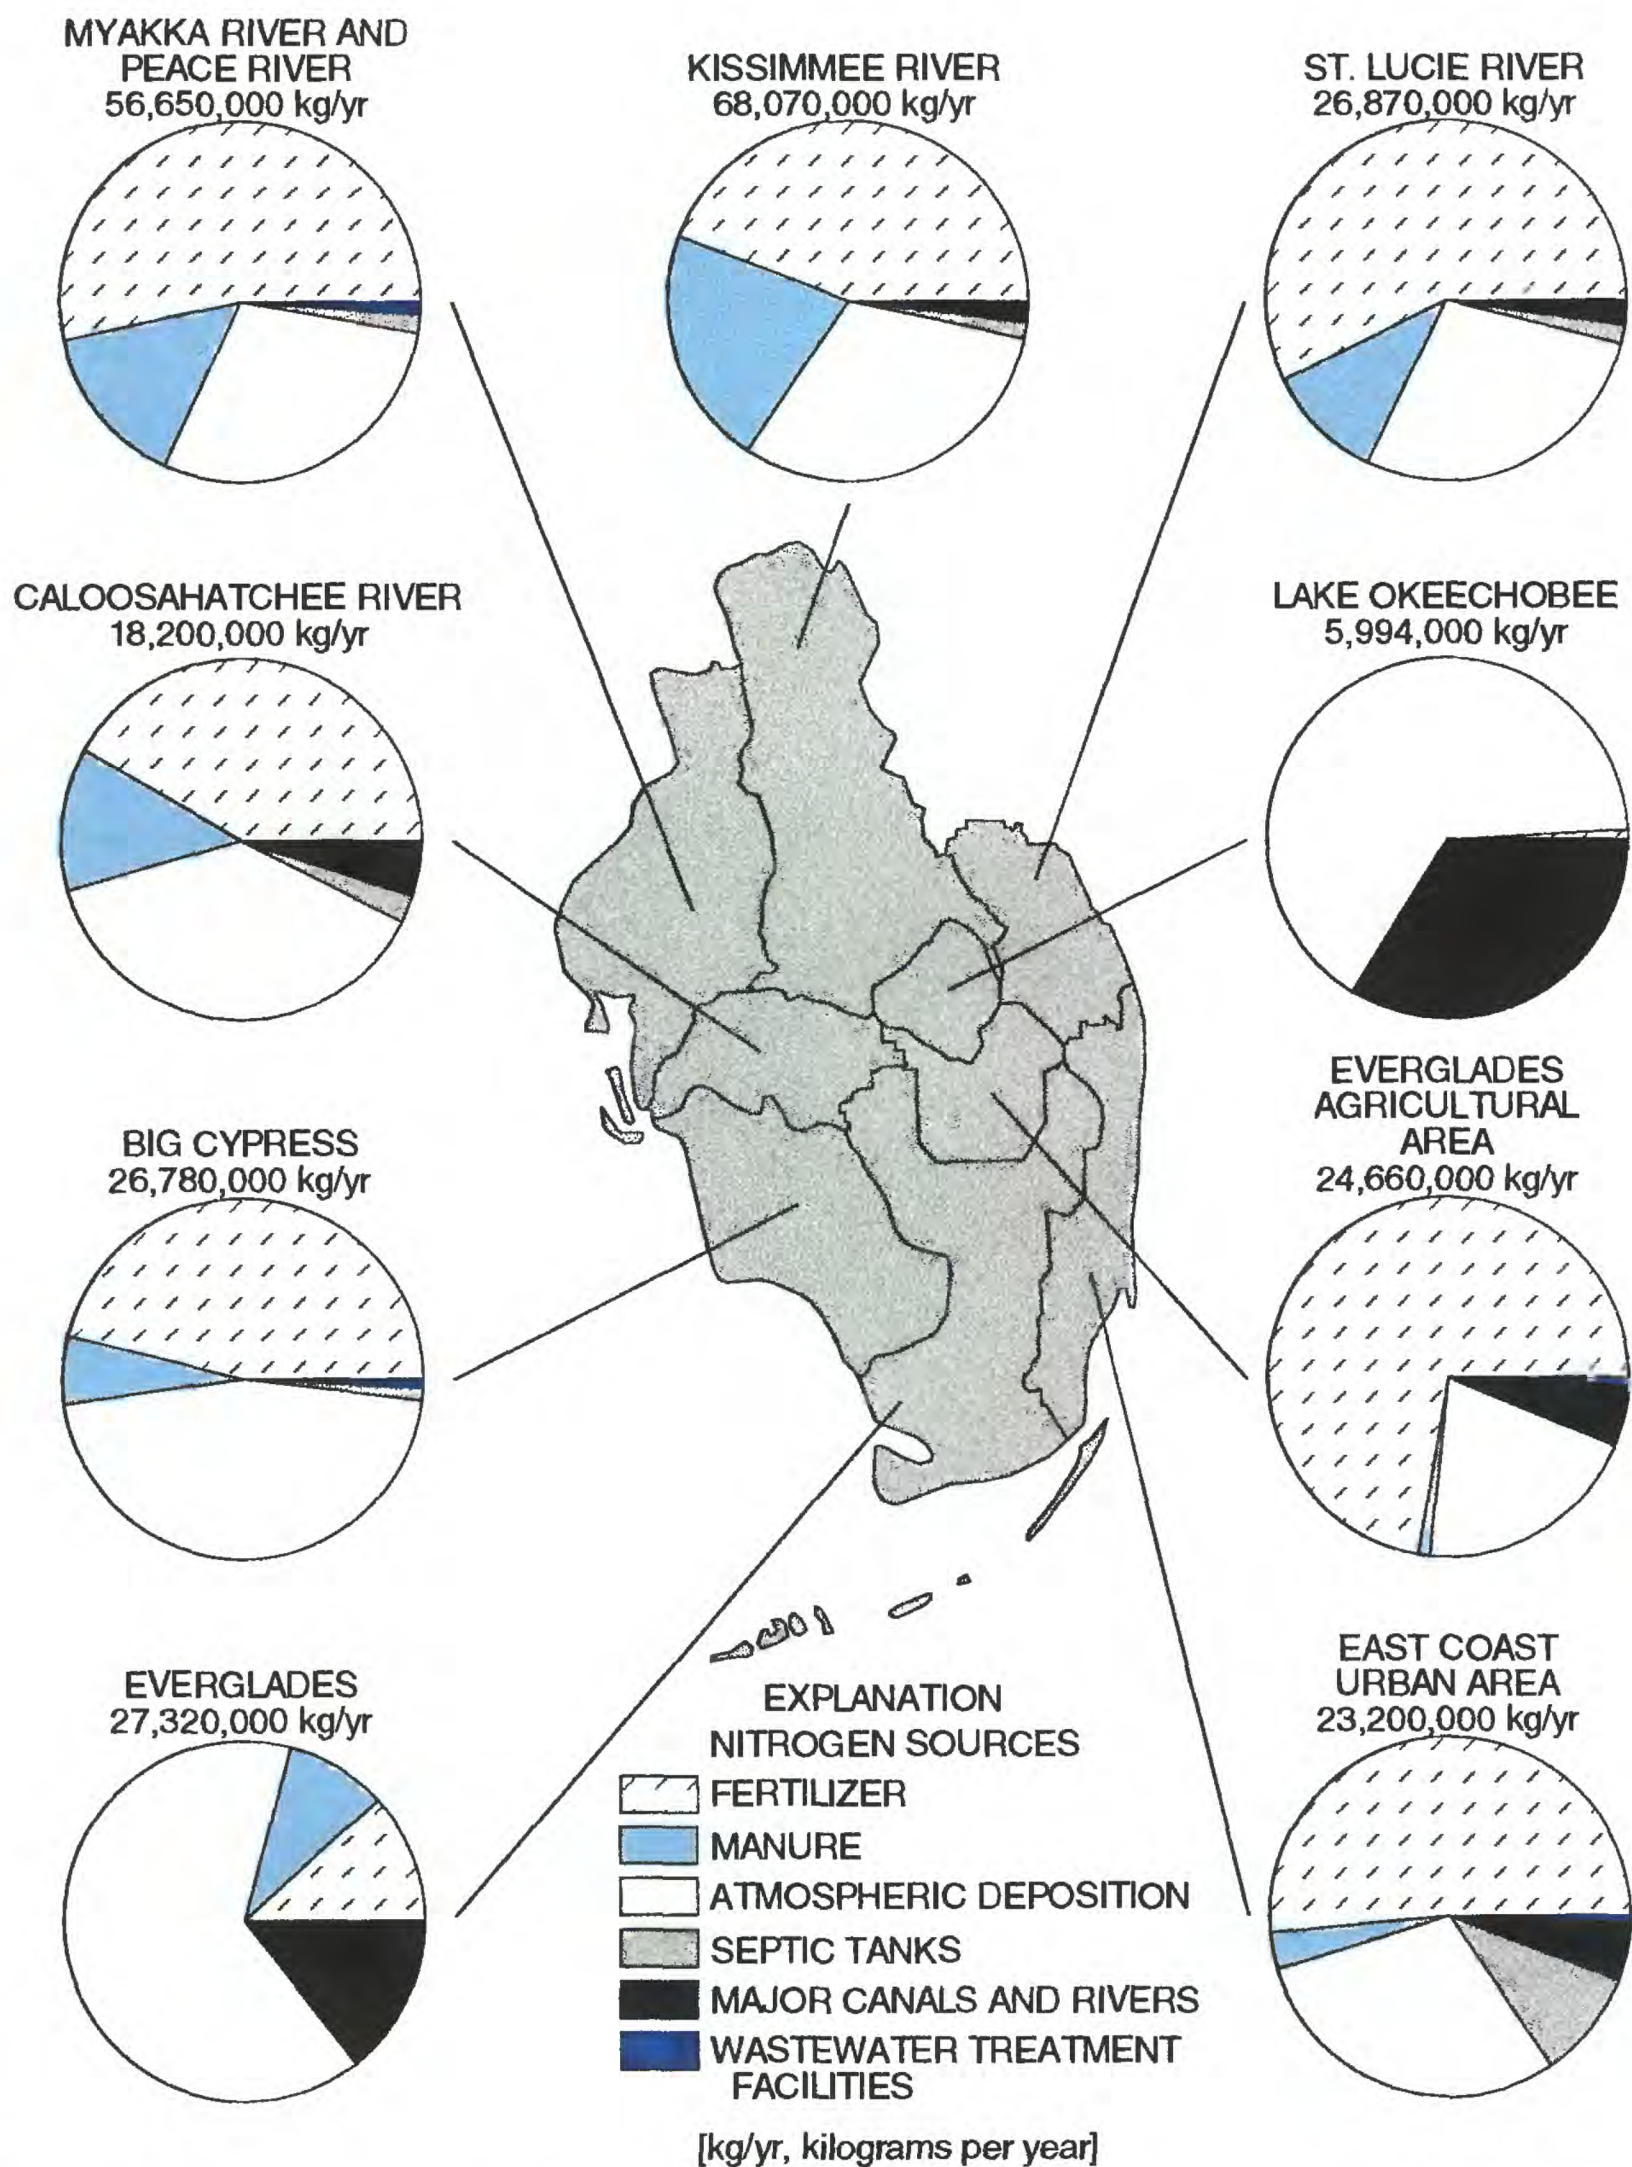 MYAKKA RIVER AND
PEACE RIVER
56,650,000 kg/yr
KISSIMMEE RIVER
68,070,000 kg/yr
ST. LUCIE RIVER
26,870,000 kg/yr
CALOOSAHATCHEE RIVER
18,200,000 kg/yr
LAKE OKEECHOBEE
5,994,000 kg/yr
BIG CYPRESS
26,780,000 kg/yr
EVERGLADES
AGRICULTURAL
AREA
24,660,000 kg/yr
EVERGLADES
27,320,000 kg/yr
EAST COAST
URBAN AREA
23,200,000 kg/yr
EXPLANATION
NITROGEN SOURCES
FERTILIZER
MANURE
ATMOSPHERIC DEPOSITION
SEPTIC TANKS
MAJOR CANALS AND RIVERS
WASTEWATER TREATMENT
FACILITIES
[kg/yr, kilograms per year]